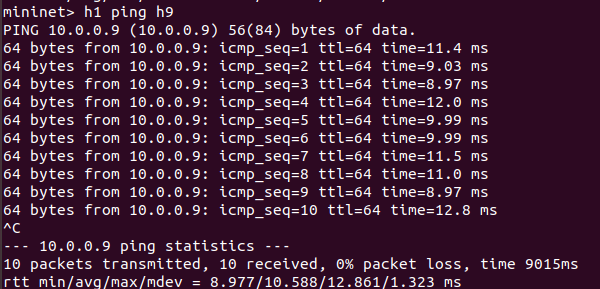 mininet> h1 ping h9
PING 10.0.0.9 (10.0.0.9) 56(84) bytes of data.
64 bytes from 10.0.0.9: icmp_seq=1 ttl=64 time=11.4 ms
64 bytes from 10.0.0.9: icmp_seq=2 ttl=64 time=9.03 ms
64 bytes from 10.0.0.9: icmp_seq=3 ttl=64 time=8.97 ms
64 bytes from 10.0.0.9: icmp_seq=4 ttl=64 time=12.0 ms
64 bytes from 10.0.0.9: icmp_seq=5 ttl=64 time=9.99 ms
64 bytes from 10.0.0.9: icmp_seq=6 ttl=64 time=9.99 ms
64 bytes from 10.0.0.9: icmp_seq=7 ttl=64 time=11.5 ms
64 bytes from 10.0.0.9: icmp_seq=8 ttl=64 time=11.0 ms
64 bytes from 10.0.0.9: icmp_seq=9 ttl=64 time=8.97 ms
64 bytes from 10.0.0.9: icmp_seq=10 ttl=64 time=12.8 ms
^C
--- 10.0.0.9 ping statistics ---
10 packets transmitted, 10 received, 0% packet loss, time 9015ms
rtt min/avg/max/mdev = 8.977/10.588/12.861/1.323 ms